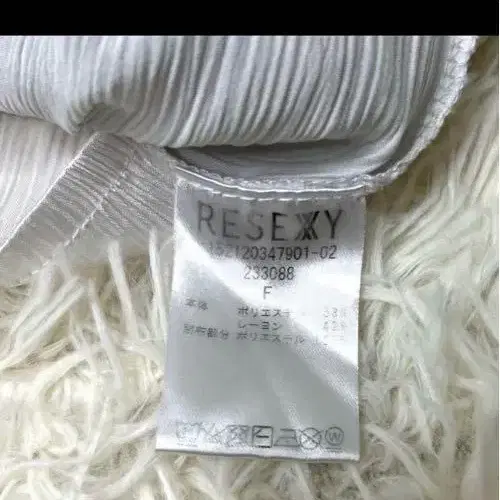 RESEXXY
152120347901-02
233088
F
本体 ポリエステル
レーヨン
別布部分 ポリエステル